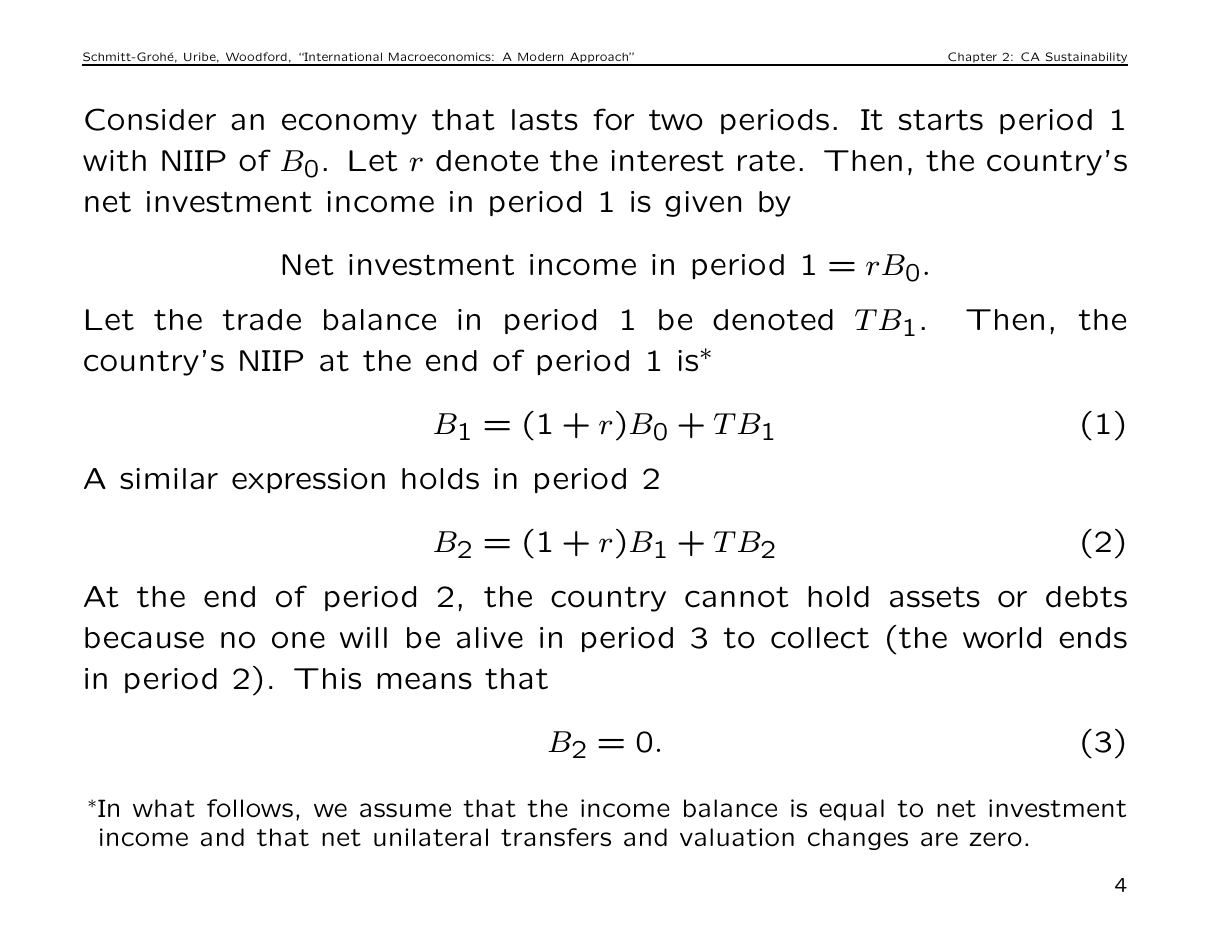 Schmitt-Grohé, Uribe, Woodford, “International Macroeconomics: A Modern Approach” Chapter 2: CA Sustainability
Consider an economy that lasts for two periods. It starts period 1
with NIIP of B₀. Let r denote the interest rate. Then, the country’s
net investment income in period 1 is given by
Net investment income in period 1 = rB₀.
Let the trade balance in period 1 be denoted TB₁. Then, the
country’s NIIP at the end of period 1 is*
B₁ = (1 + r)B₀ + TB₁ (1)
A similar expression holds in period 2
B₂ = (1 + r)B₁ + TB₂ (2)
At the end of period 2, the country cannot hold assets or debts
because no one will be alive in period 3 to collect (the world ends
in period 2). This means that
B₂ = 0. (3)
*In what follows, we assume that the income balance is equal to net investment
income and that net unilateral transfers and valuation changes are zero.
4